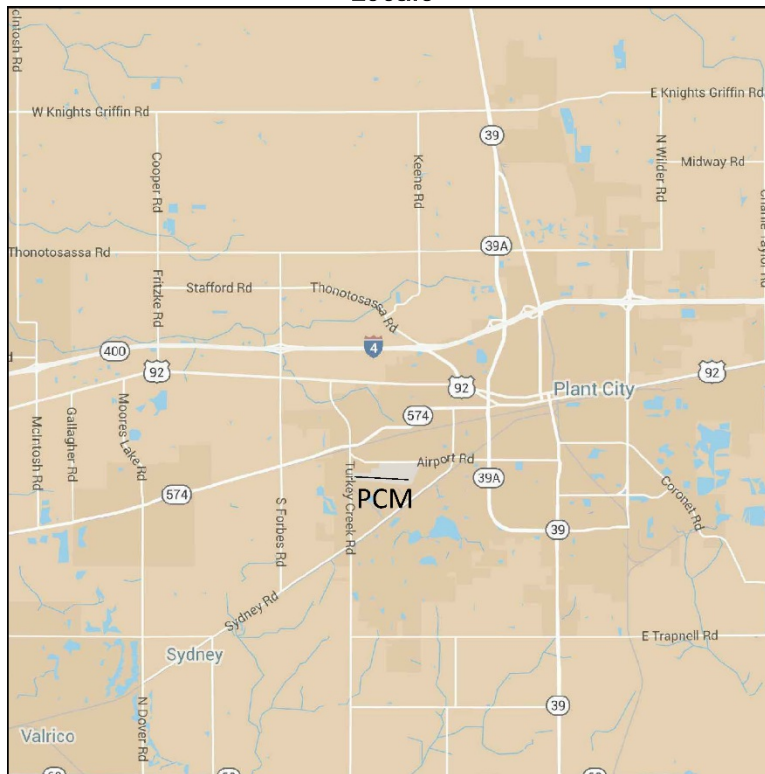 McIntosh Rd
W Knights Griffin Rd
E Knights Griffin Rd
39
Cooper Rd
Keene Rd
N Wilder Rd
Midway Rd
39A
Thonotosassa Rd
Fritzke Rd
Stafford Rd
Thonotosassa Rd
400
4
92
92
92
Plant City
574
McIntosh Rd
Gallagher Rd
Moores Lake Rd
Airport Rd
574
S Forbes Rd
Turkey Creek Rd
PCM
39A
Coronet Rd
39
Sydney Rd
E Trapnell Rd
Sydney
N Dover Rd
39
Valrico